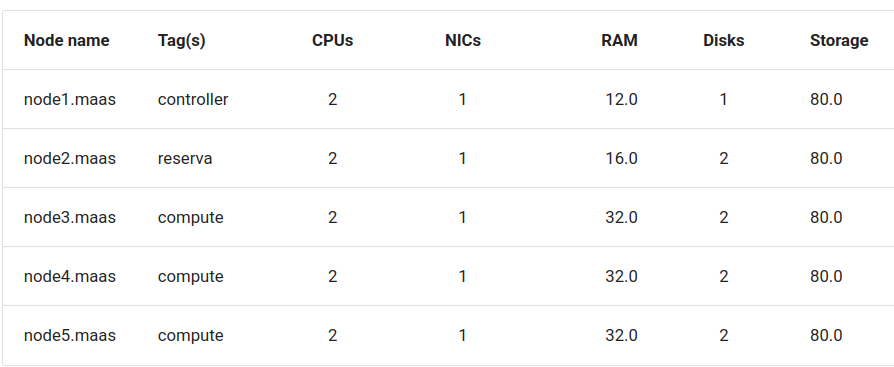 Node name Tag(s) CPUs NICs RAM Disks Storage
node1.maas controller 2 1 12.0 1 80.0
node2.maas reserva 2 1 16.0 2 80.0
node3.maas compute 2 1 32.0 2 80.0
node4.maas compute 2 1 32.0 2 80.0
node5.maas compute 2 1 32.0 2 80.0